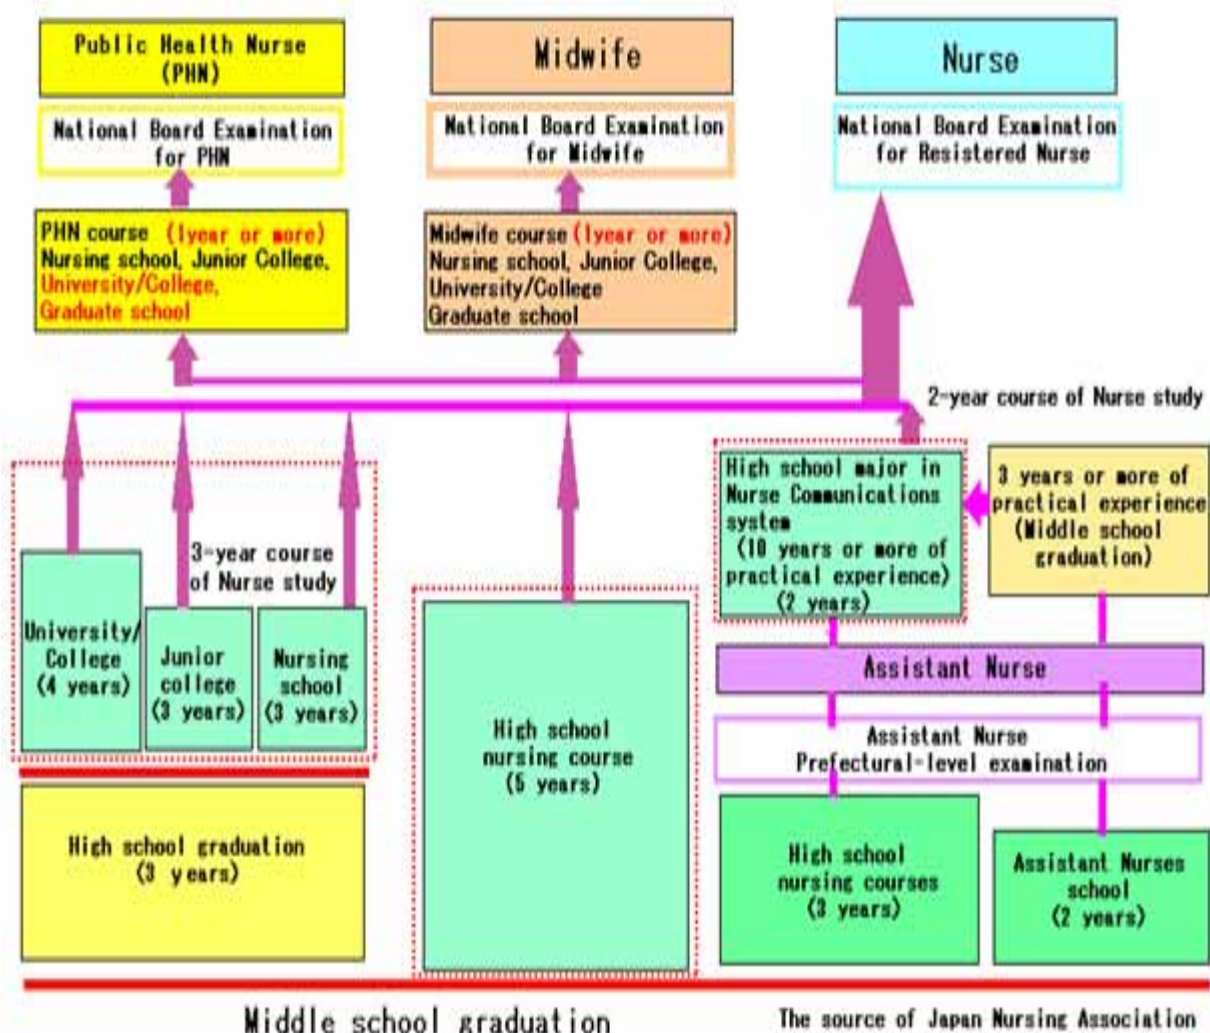 Public Health Nurse
(PHN)
Midwife
Nurse
National Board Examination
for PHN
National Board Examination
for Midwife
National Board Examination
for Resistered Nurse
PHN course (1year or more)
Nursing school, Junior College,
University/College,
Graduate school
Midwife course (1year or more)
Nursing school, Junior College,
University/College
Graduate school
2-year course of Nurse study
3-year course
of Nurse study
University/
College
(4 years)
Junior
college
(3 years)
Nursing
school
(3 years)
High school graduation
(3 years)
High school
nursing course
(5 years)
High school major in
Nurse Communications
system
(10 years or more of
practical experience)
(2 years)
3 years or more of
practical experience
(Middle school
graduation)
Assistant Nurse
Assistant Nurse
Prefectural-level examination
High school
nursing courses
(3 years)
Assistant Nurses
school
(2 years)
Middle school graduation
The source of Japan Nursing Association